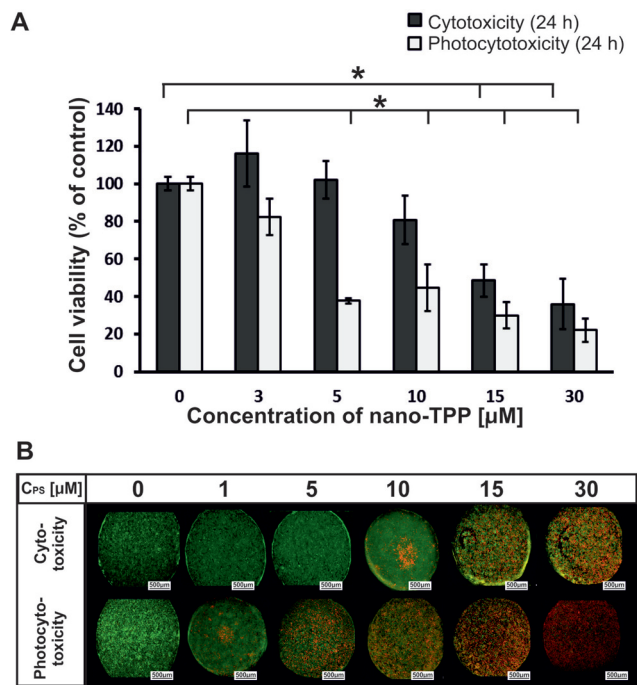 A
Cytotoxicity (24 h)
Photocytotoxicity (24 h)
*
*
Cell viability (% of control)
140
120
100
80
60
40
20
0
0 3 5 10 15 30
Concentration of nano-TPP [µM]
B
CPS [µM] 0 1 5 10 15 30
Cyto-
toxicity
500µm 500µm 500µm 500µm 500µm 500µm
Photocyto-
toxicity
500µm 500µm 500µm 500µm 500µm 500µm